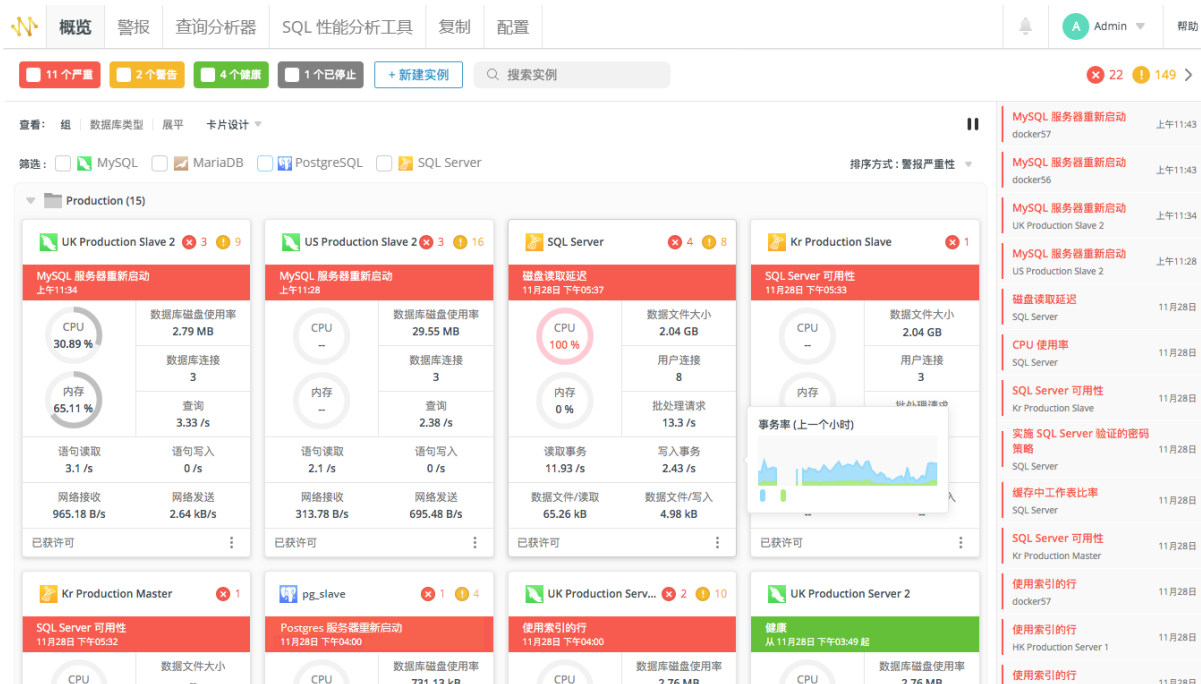 概览 警报 查询分析器 SQL 性能分析工具 复制 配置 A Admin 帮助
11 个严重 2 个警告 4 个健康 1 个已停止 + 新建实例 搜索实例 22 149
查看: 组 数据库类型 展平 卡片设计
筛选: MySQL MariaDB PostgreSQL SQL Server 排序方式 : 警报严重性
Production (15)
UK Production Slave 2 3 9
MySQL 服务器重新启动
上午11:34
CPU
30.89 %
数据库磁盘使用率
2.79 MB
数据库连接
3
内存
65.11 %
查询
3.33 /s
语句读取 语句写入
3.1 /s 0 /s
网络接收 网络发送
965.18 B/s 2.64 kB/s
已获许可
US Production Slave 2 3 16
MySQL 服务器重新启动
上午11:28
CPU
--
数据库磁盘使用率
29.55 MB
数据库连接
3
内存
--
查询
2.38 /s
语句读取 语句写入
2.1 /s 0 /s
网络接收 网络发送
313.78 B/s 695.48 B/s
已获许可
SQL Server 4 8
磁盘读取延迟
11月28日 下午05:37
CPU
100 %
数据文件大小
2.04 GB
用户连接
8
内存
0 %
批处理请求
13.3 /s
读取事务 写入事务
11.93 /s 2.43 /s
数据文件/读取 数据文件/写入
65.26 kB 4.98 kB
已获许可
Kr Production Slave 1
SQL Server 可用性
11月28日 下午05:33
CPU
--
数据文件大小
2.04 GB
用户连接
3
内存
批处理请求
事务率 (上一个小时)
入
-- --
已获许可
Kr Production Master 1
SQL Server 可用性
11月28日 下午05:32
CPU
数据文件大小
--
pg_slave 1 4
Postgres 服务器重新启动
11月28日 下午04:00
CPU
数据库磁盘使用率
731.13 kB
UK Production Serv... 2 10
使用索引的行
11月28日 下午04:00
CPU
数据库磁盘使用率
2.76 MB
UK Production Server 2
健康
从 11月28日 下午03:49 起
CPU
数据库磁盘使用率
2.76 MB
MySQL 服务器重新启动 上午11:43
docker57
MySQL 服务器重新启动 上午11:43
docker56
MySQL 服务器重新启动 上午11:34
UK Production Slave 2
MySQL 服务器重新启动 上午11:28
US Production Slave 2
磁盘读取延迟 11月28日
SQL Server
CPU 使用率 11月28日
SQL Server
SQL Server 可用性 11月28日
Kr Production Slave
实施 SQL Server 验证的密码
策略 11月28日
SQL Server
缓存中工作表比率 11月28日
SQL Server
SQL Server 可用性 11月28日
Kr Production Master
使用索引的行 11月28日
docker57
使用索引的行 11月28日
HK Production Server 1
使用索引的行 11月28日